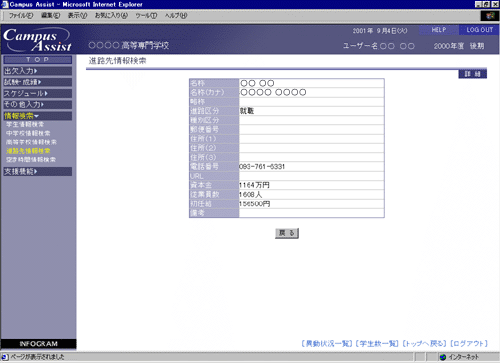 Campus Assist - Microsoft Internet Explorer
ファイル(F) 編集(E) 表示(V) お気に入り(A) ツール(T) ヘルプ(H)
Campus Assist
2001年 9月4日(火) HELP LOG OUT
○○○○高等専門学校 ユーザー名○○ ○○ 2000年度 後期
TOP
出欠入力
試験・成績
スケジュール
その他入力
情報検索
学生情報検索
中学校情報検索
高等学校情報検索
進路先情報検索
空き時間情報検索
支援機能
進路先情報検索
詳細
名称 ○○ ○○
名称(カナ) ○○○○ ○○○○
略称
進路区分 就職
種別区分
郵便番号
住所(1)
住所(2)
住所(3)
電話番号 093-761-5331
URL
資本金 1164万円
従業員数 1608人
初任給 156500円
備考
戻る
INFOGRAM
[異動状況一覧] [学生数一覧] [トップへ戻る] [ログアウト]
ページが表示されました
インターネット